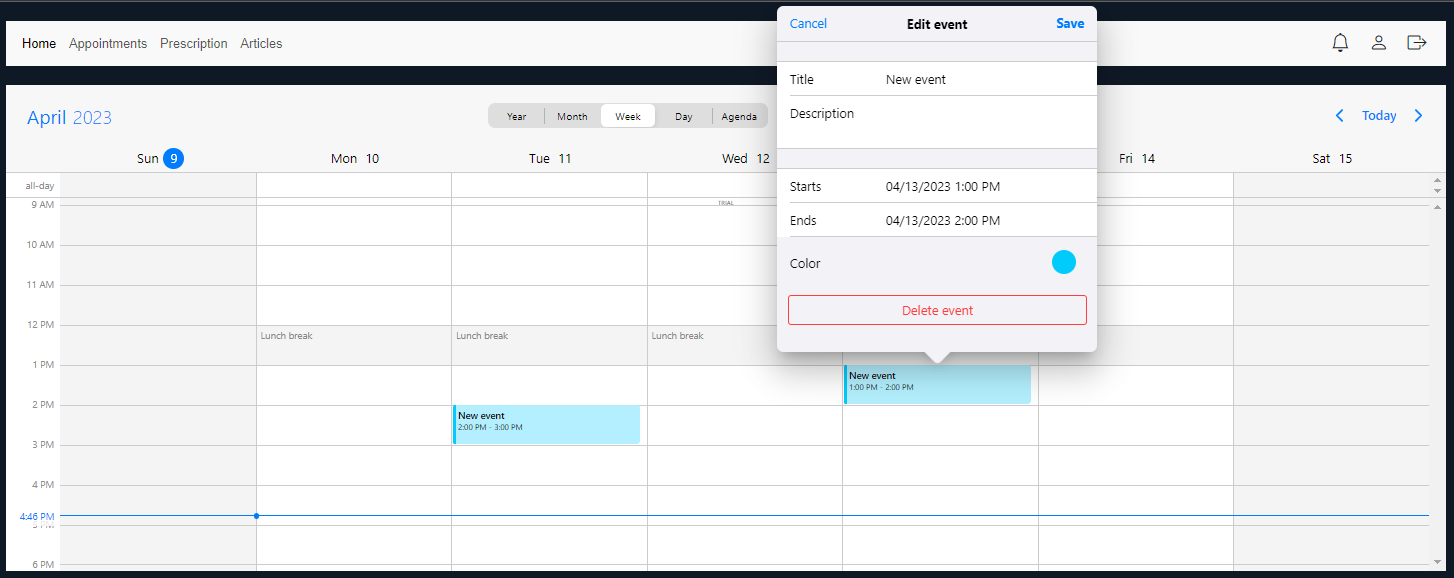 Home Appointments Prescription Articles
April 2023
Year Month Week Day Agenda
Today
Sun 9 Mon 10 Tue 11 Wed 12 Fri 14 Sat 15
all-day
TRIAL
9 AM
10 AM
11 AM
12 PM
Lunch break Lunch break Lunch break
1 PM
New event
1:00 PM - 2:00 PM
2 PM
New event
2:00 PM - 3:00 PM
3 PM
4 PM
4:46 PM
5 PM
6 PM
Cancel Edit event Save
Title New event
Description
Starts 04/13/2023 1:00 PM
Ends 04/13/2023 2:00 PM
Color
Delete event